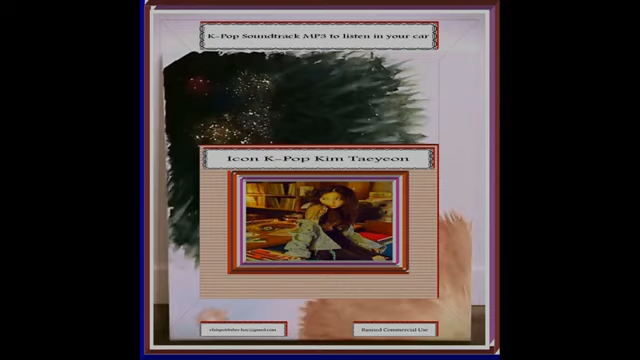 K-Pop Soundtrack MP3 to listen in your car
Icon K-Pop Kim Taeyeon
Banned Commercial Use